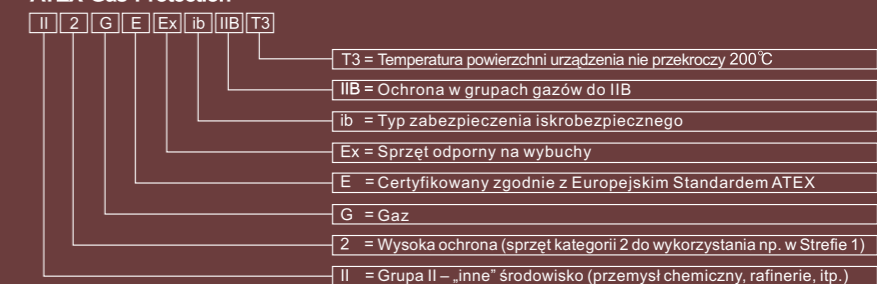 ATEX Gas Protection
II 2 G E Ex ib IIB T3
T3 = Temperatura powierzchni urządzenia nie przekroczy 200℃
IIB = Ochrona w grupach gazów do IIB
ib = Typ zabezpieczenia iskrobezpiecznego
Ex = Sprzęt odporny na wybuchy
E = Certyfikowany zgodnie z Europejskim Standardem ATEX
G = Gaz
2 = Wysoka ochrona (sprzęt kategorii 2 do wykorzystania np. w Strefie 1)
II = Grupa II – „inne” środowisko (przemysł chemiczny, rafinerie, itp.)